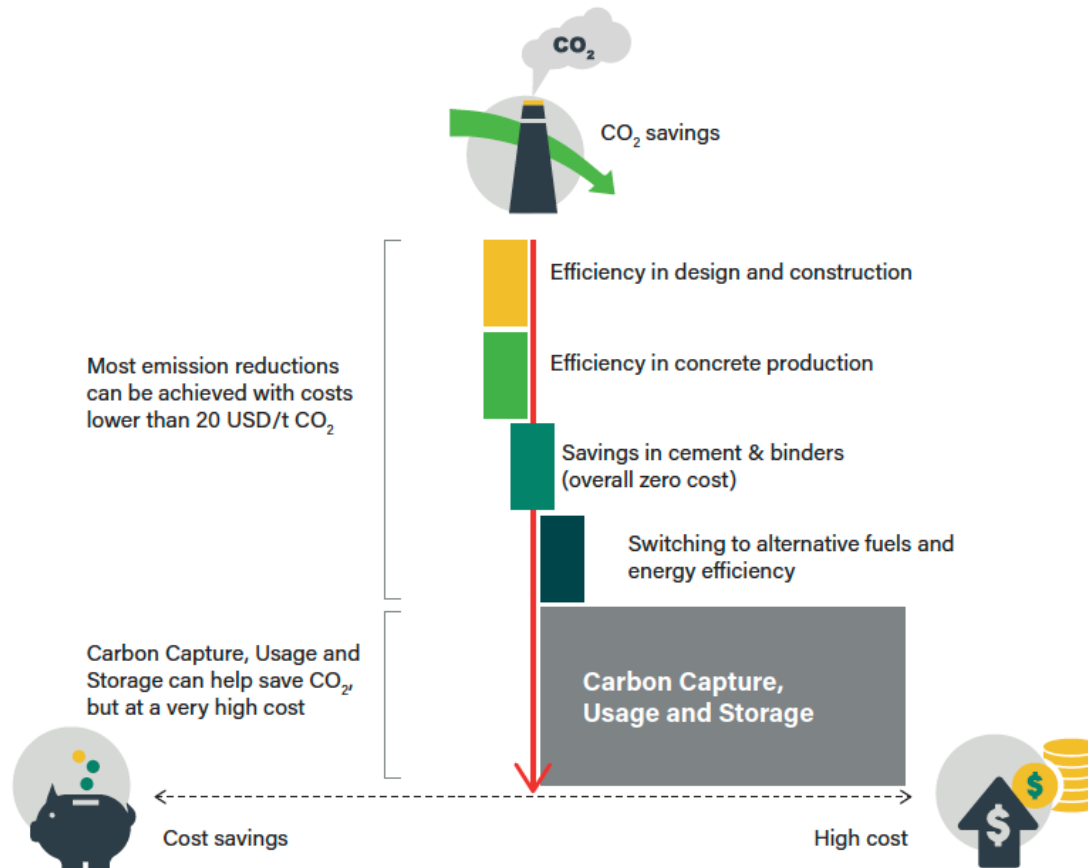 CO₂
CO₂ savings
Efficiency in design and construction
Efficiency in concrete production
Most emission reductions
can be achieved with costs
lower than 20 USD/t CO₂
Savings in cement & binders
(overall zero cost)
Switching to alternative fuels and
energy efficiency
Carbon Capture, Usage and
Storage can help save CO₂,
but at a very high cost
Carbon Capture,
Usage and Storage
$
$
Cost savings
High cost